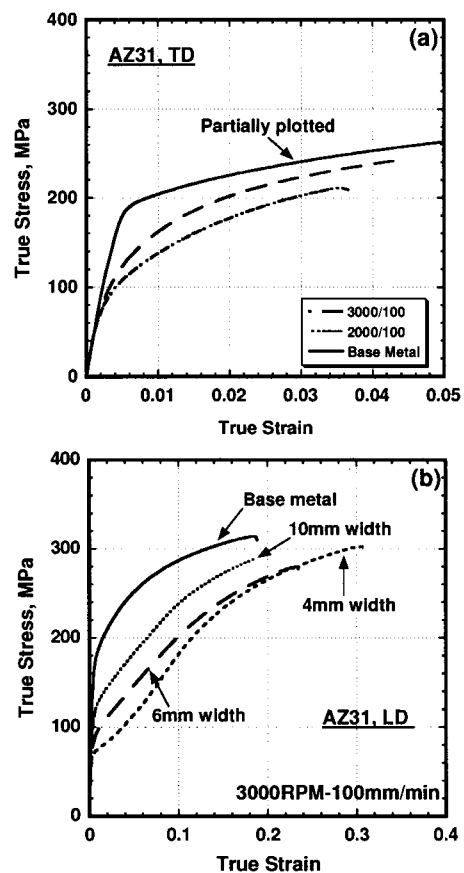 400
(a)
AZ31, TD
300
Partially plotted
True Stress, MPa
200
100
3000/100
2000/100
Base Metal
0
0 0.01 0.02 0.03 0.04 0.05
True Strain
400
(b)
Base metal
10mm width
300
4mm width
True Stress, MPa
200
6mm width
100
AZ31, LD
3000RPM-100mm/min.
0
0 0.1 0.2 0.3 0.4
True Strain